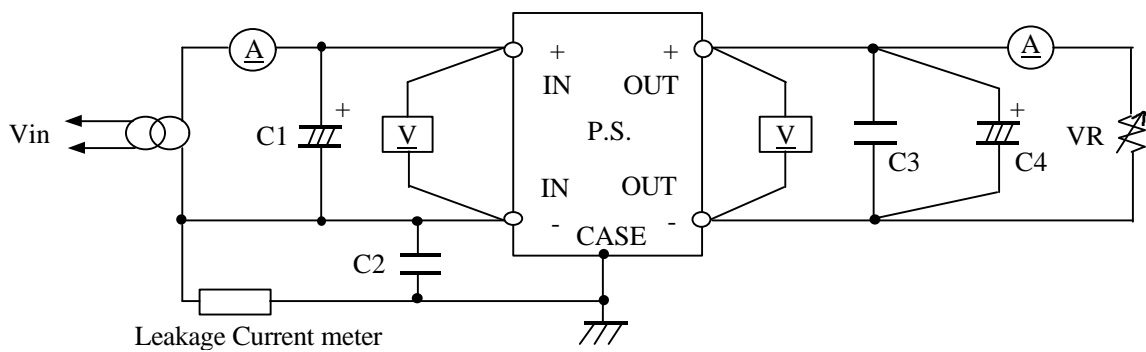 A
+
+
A
IN
OUT
+
+
Vin
C1
V
P.S.
V
C3
C4
VR
IN
OUT
-
-
CASE
C2
Leakage Current meter